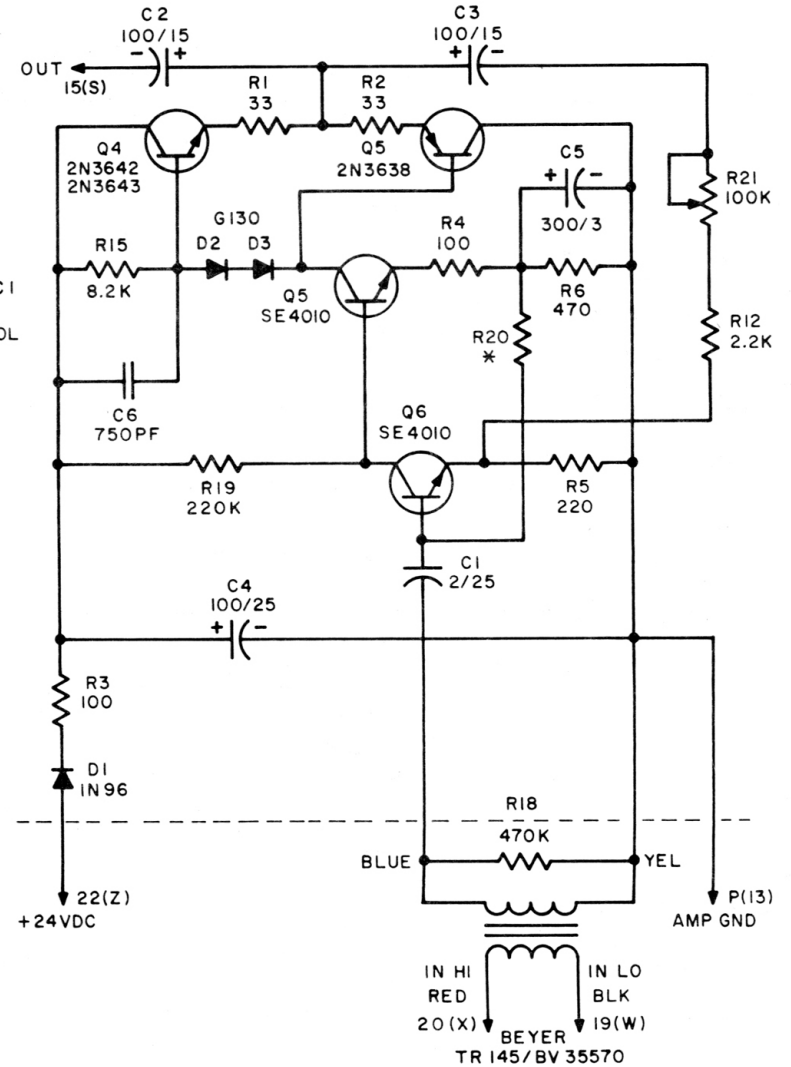 C2
100/15
- +
C3
100/15
+ -
OUT
15(S)
R1
33
R2
33
Q4
2N3642
2N3643
Q5
2N3638
C5
+ -
300/3
R21
100K
G130
D2 D3
R15
8.2K
R4
100
Q5
SE4010
R6
470
C1
OL
R20
*
R12
2.2K
C6
750PF
Q6
SE4010
R19
220K
R5
220
C1
2/25
C4
100/25
+ -
R3
100
D1
1N96
R18
470K
BLUE
YEL
22(Z)
+24VDC
P(13)
AMP GND
IN HI
RED
IN LO
BLK
20(X)
19(W)
BEYER
TR 145/BV 35570